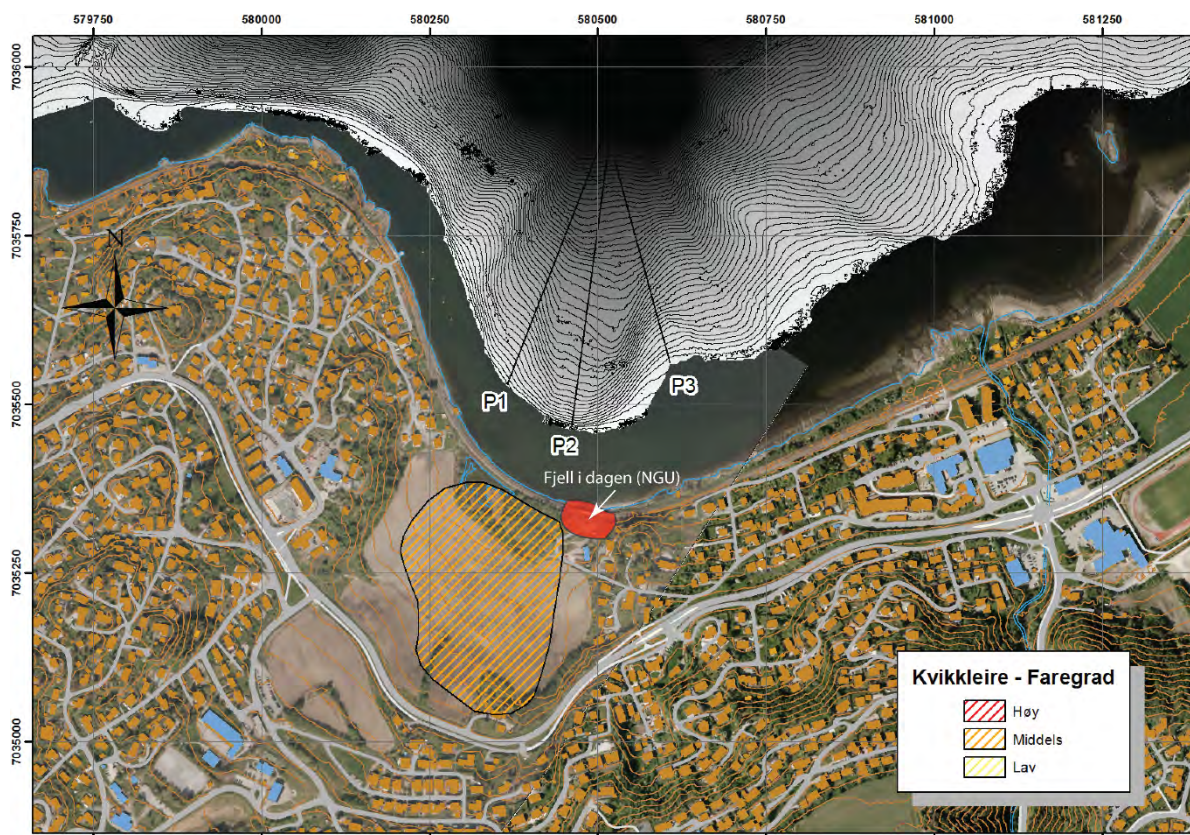 579750 580000 580250 580500 580750 581000 581250
7036000
7035750
7035500
7035250
7035000
N
P1
P2
P3
Fjell i dagen (NGU)
Kvikkleire - Faregrad
Høy
Middels
Lav